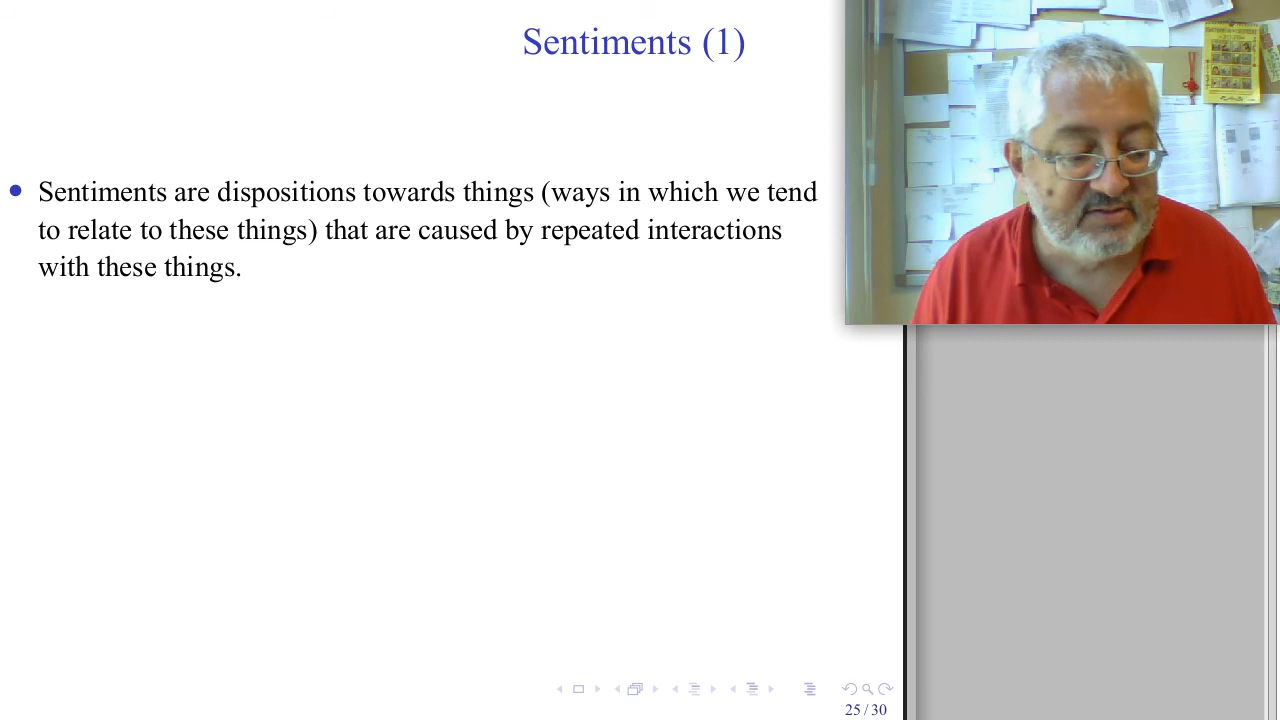 Sentiments (1)
Sentiments are dispositions towards things (ways in which we tend
to relate to these things) that are caused by repeated interactions
with these things.
25 / 30